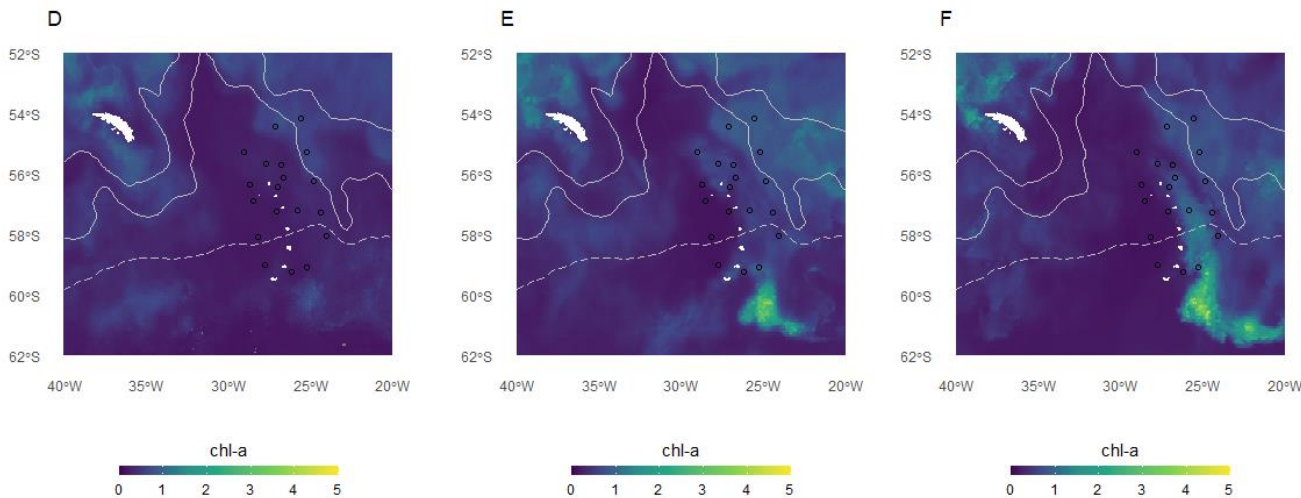 D E F
52°S 52°S 52°S
54°S 54°S 54°S
56°S 56°S 56°S
58°S 58°S 58°S
60°S 60°S 60°S
62°S 62°S 62°S
40°W 35°W 30°W 25°W 20°W 40°W 35°W 30°W 25°W 20°W 40°W 35°W 30°W 25°W 20°W
chl-a chl-a chl-a
0 1 2 3 4 5 0 1 2 3 4 5 0 1 2 3 4 5